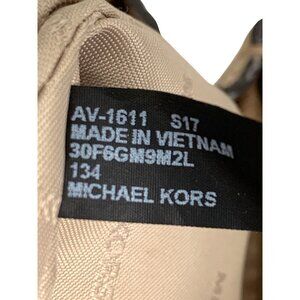 AV-1611 S17
MADE IN VIETNAM
30F6GM9M2L
134
MICHAEL KORS